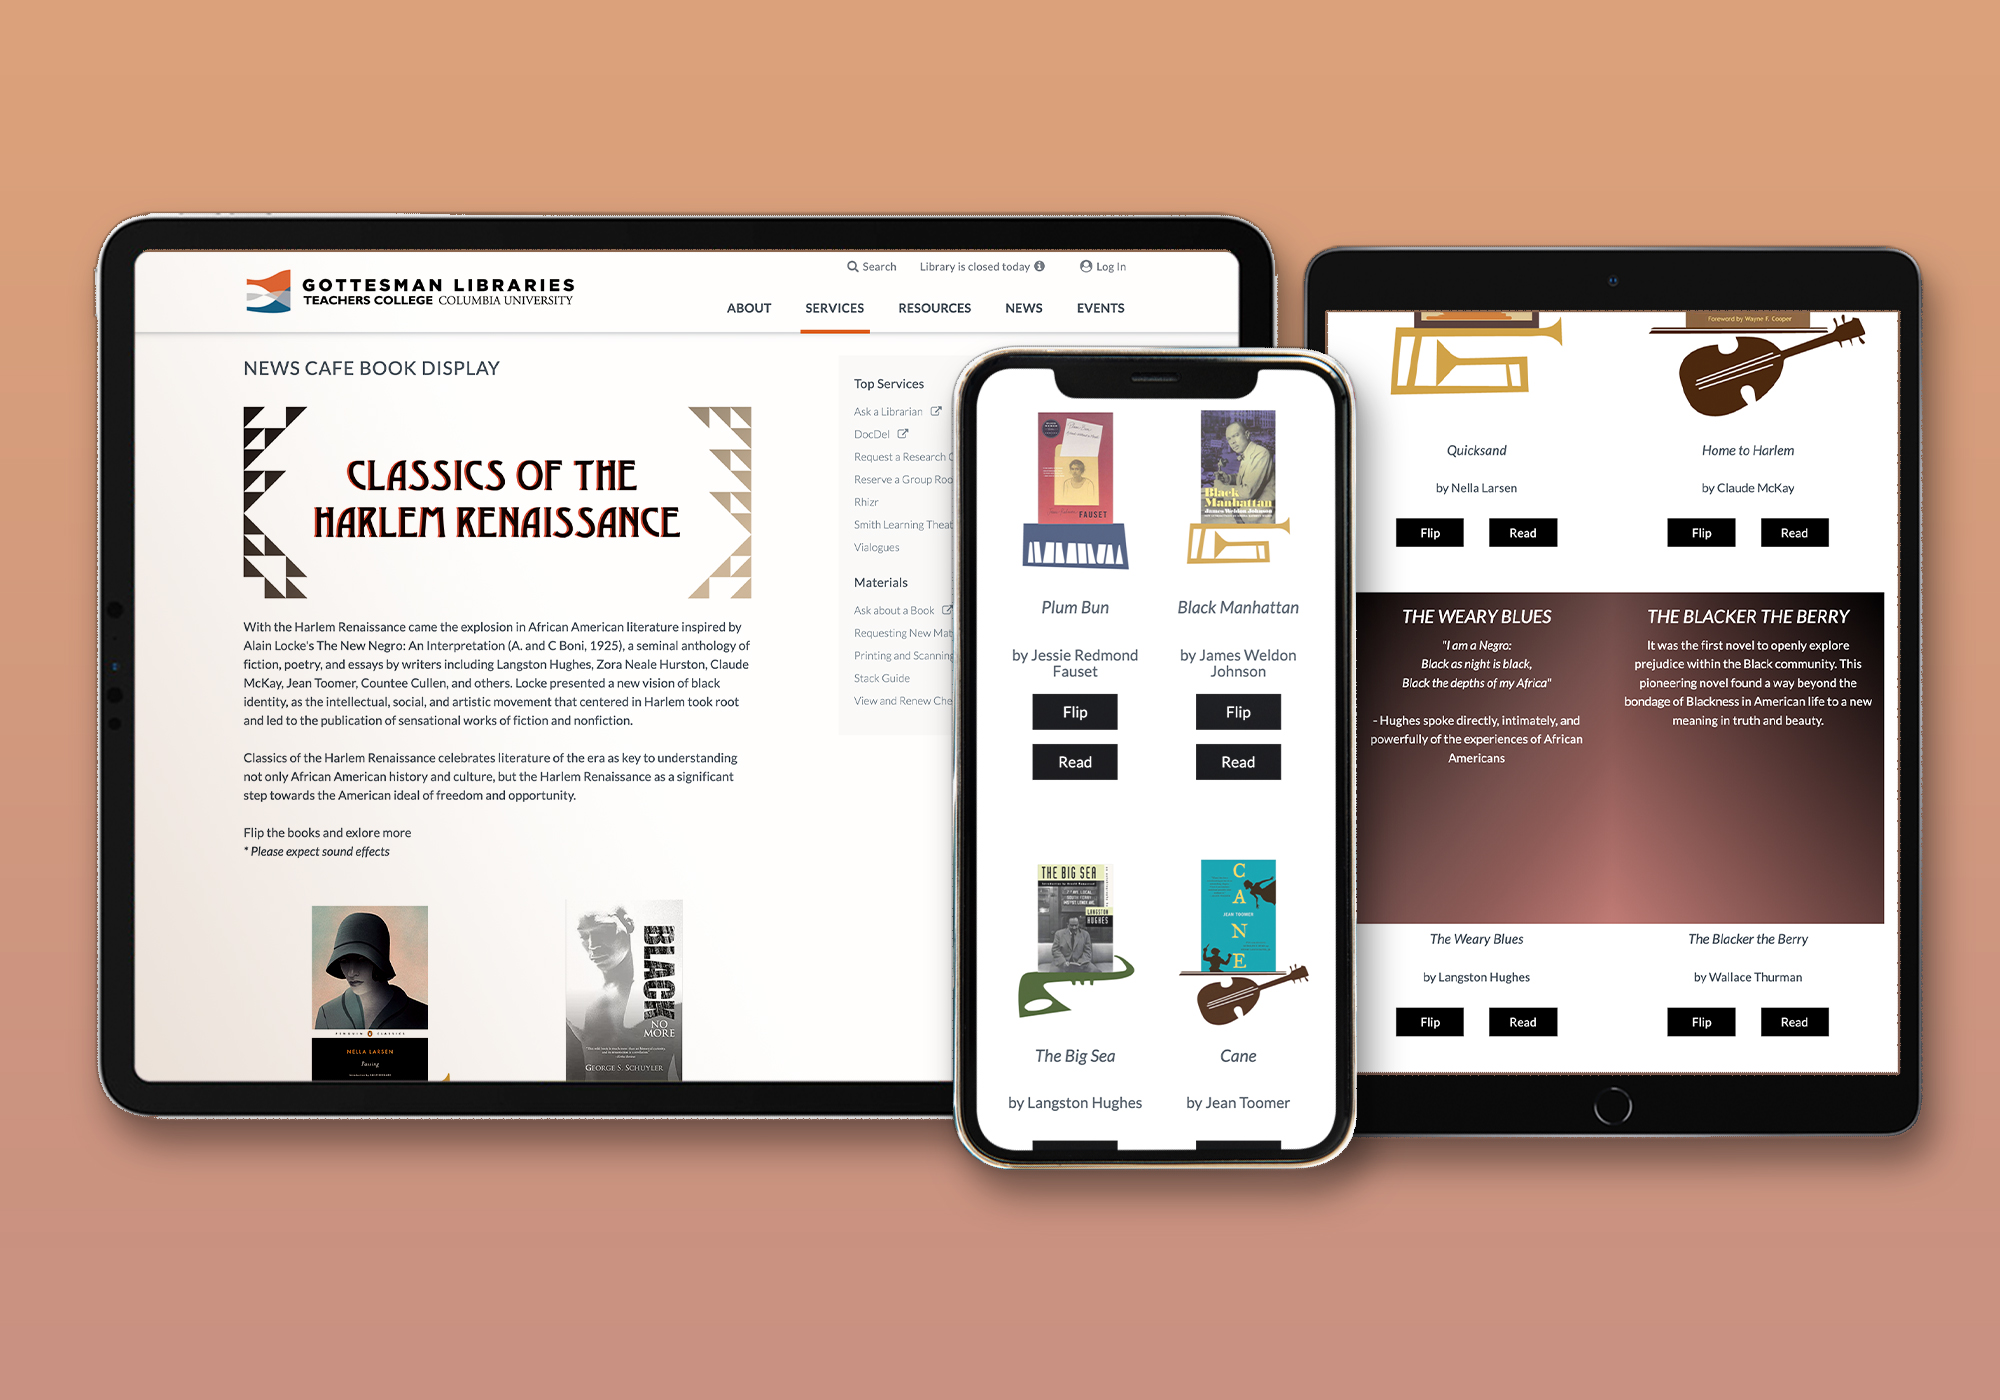 GOTTESMAN LIBRARIES
TEACHERS COLLEGE COLUMBIA UNIVERSITY
Search
Library is closed today
Log In
ABOUT
SERVICES
RESOURCES
NEWS
EVENTS
NEWS CAFE BOOK DISPLAY
CLASSICS OF THE
HARLEM RENAISSANCE
With the Harlem Renaissance came the explosion in African American literature inspired by
Alain Locke's The New Negro: An Interpretation (A. and C Boni, 1925), a seminal anthology of
fiction, poetry, and essays by writers including Langston Hughes, Zora Neale Hurston, Claude
McKay, Jean Toomer, Countee Cullen, and others. Locke presented a new vision of black
identity, as the intellectual, social, and artistic movement that centered in Harlem took root
and led to the publication of sensational works of fiction and nonfiction.
Classics of the Harlem Renaissance celebrates literature of the era as key to understanding
not only African American history and culture, but the Harlem Renaissance as a significant
step towards the American ideal of freedom and opportunity.
Flip the books and exlore more
* Please expect sound effects
PENGUIN CLASSICS
NELLA LARSEN
Passing
BLACK
NO
MORE
GEORGE S. SCHUYLER
Top Services
Ask a Librarian
DocDel
Request a Research
Reserve a Group Roo
Rhizr
Smith Learning Theat
Vialogues
Materials
Ask about a Book
Requesting New Mat
Printing and Scanning
Stack Guide
View and Renew Che
FAUSET
Plum Bun
by Jessie Redmond
Fauset
Flip
Read
Black
Manhattan
James Weldon Johnson
Black Manhattan
by James Weldon
Johnson
Flip
Read
THE BIG SEA
LANGSTON
HUGHES
The Big Sea
by Langston Hughes
CANE
JEAN TOOMER
Cane
by Jean Toomer
Quicksand
by Nella Larsen
Flip
Read
Foreword by Wayne F. Cooper
Home to Harlem
by Claude McKay
Flip
Read
THE WEARY BLUES
"I am a Negro:
Black as night is black,
Black the depths of my Africa"
- Hughes spoke directly, intimately, and
powerfully of the experiences of African
Americans
The Weary Blues
by Langston Hughes
Flip
Read
THE BLACKER THE BERRY
It was the first novel to openly explore
prejudice within the Black community. This
pioneering novel found a way beyond the
bondage of Blackness in American life to a new
meaning in truth and beauty.
The Blacker the Berry
by Wallace Thurman
Flip
Read